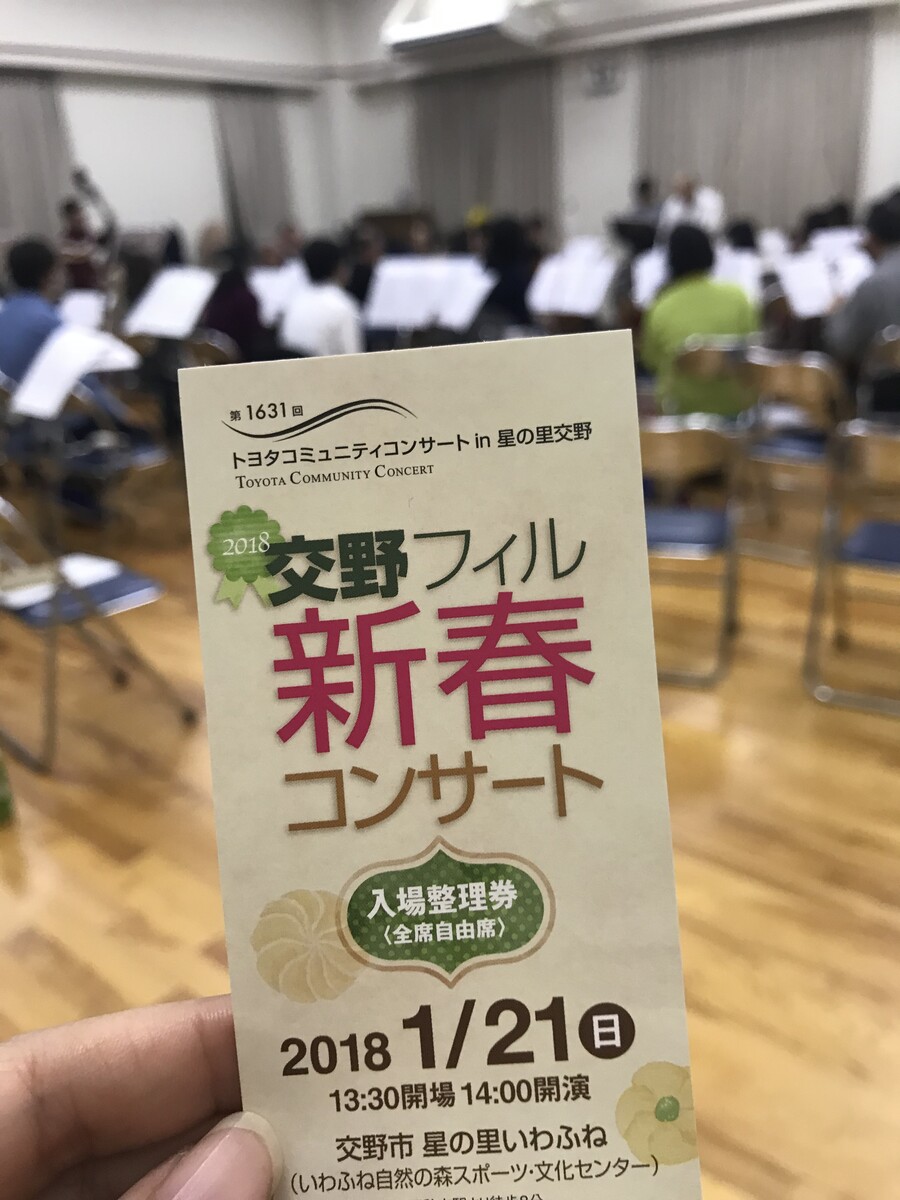 第1631回
トヨタコミュニティコンサート in 星の里交野
TOYOTA COMMUNITY CONCERT
2018
交野フィル
新春
コンサート
入場整理券
〈全席自由席〉
2018 1/21 日
13:30開場 14:00開演
交野市 星の里いわふね
(いわふね自然の森スポーツ・文化センター)